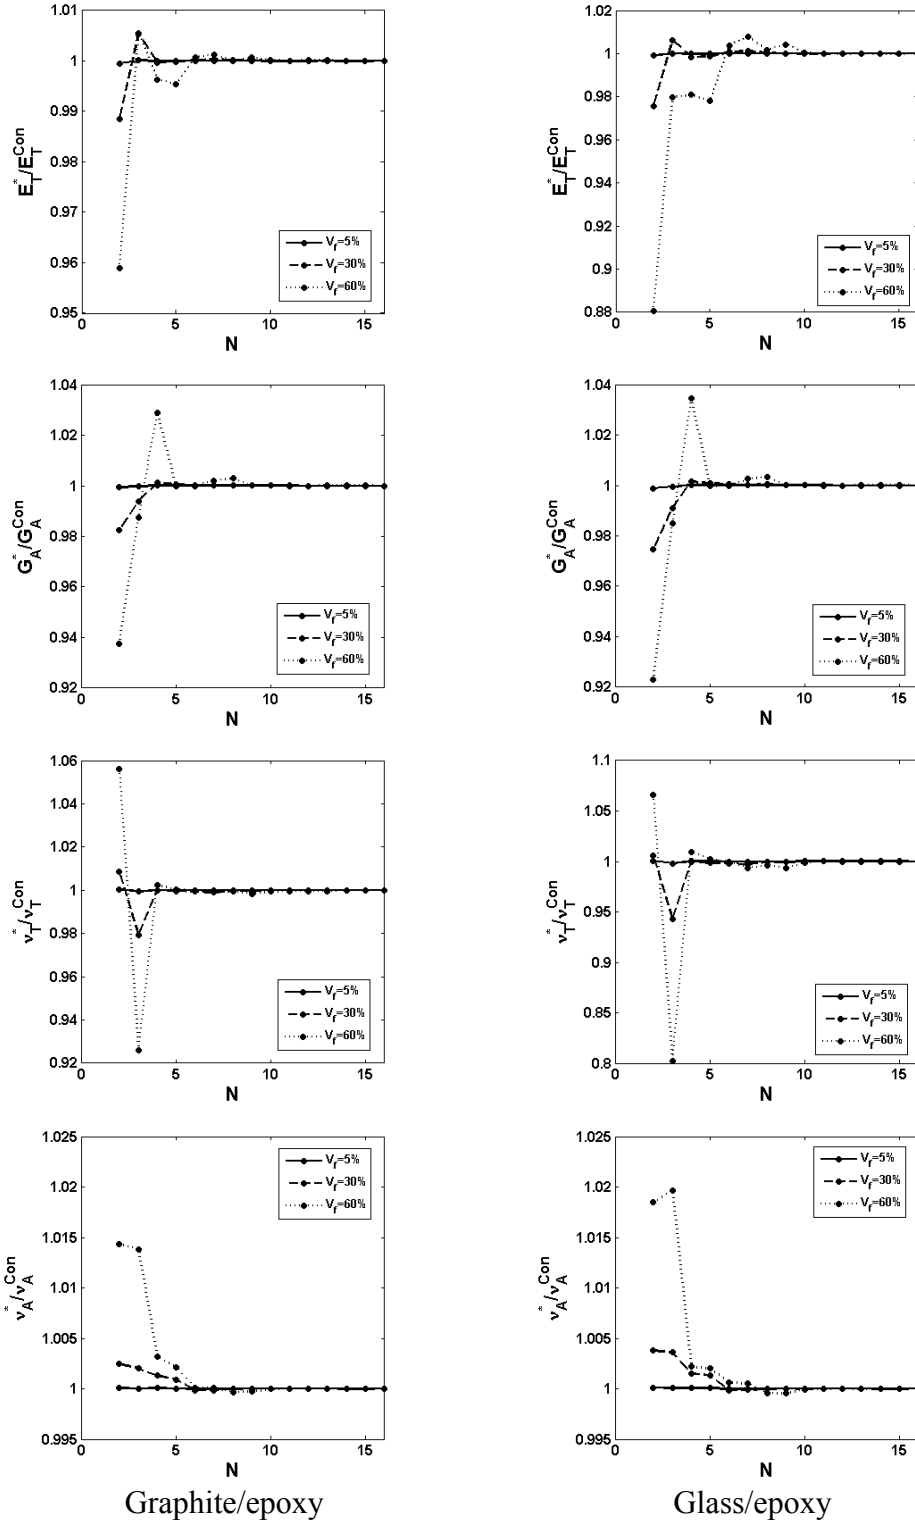 1.01
1
0.99
0.98
0.97
0.96
0.95
0 5 10 15
N
E*T/ECon T
Vf=5%
Vf=30%
Vf=60%
1.02
1
0.98
0.96
0.94
0.92
0.9
0.88
0 5 10 15
N
E*T/ECon T
Vf=5%
Vf=30%
Vf=60%
1.04
1.02
1
0.98
0.96
0.94
0.92
0 5 10 15
N
G*A/GCon A
Vf=5%
Vf=30%
Vf=60%
1.04
1.02
1
0.98
0.96
0.94
0.92
0 5 10 15
N
G*A/GCon A
Vf=5%
Vf=30%
Vf=60%
1.06
1.04
1.02
1
0.98
0.96
0.94
0.92
0 5 10 15
N
ν*T/νCon T
Vf=5%
Vf=30%
Vf=60%
1.1
1.05
1
0.95
0.9
0.85
0.8
0 5 10 15
N
ν*T/νCon T
Vf=5%
Vf=30%
Vf=60%
1.025
1.02
1.015
1.01
1.005
1
0.995
0 5 10 15
N
ν*A/νCon A
Vf=5%
Vf=30%
Vf=60%
1.025
1.02
1.015
1.01
1.005
1
0.995
0 5 10 15
N
ν*A/νCon A
Vf=5%
Vf=30%
Vf=60%
Graphite/epoxy
Glass/epoxy